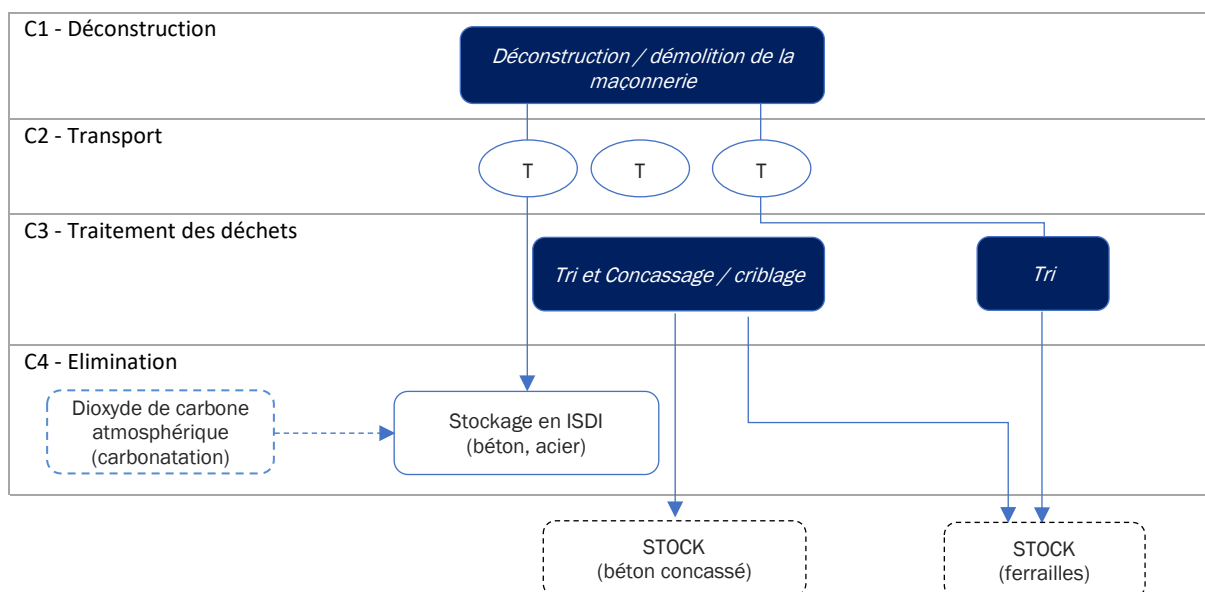 C1 - Déconstruction
Déconstruction / démolition de la
maçonnerie
C2 - Transport
T
T
T
C3 - Traitement des déchets
Tri et Concassage / criblage
Tri
C4 - Elimination
Dioxyde de carbone
atmosphérique
(carbonatation)
Stockage en ISDI
(béton, acier)
STOCK
(béton concassé)
STOCK
(ferrailles)